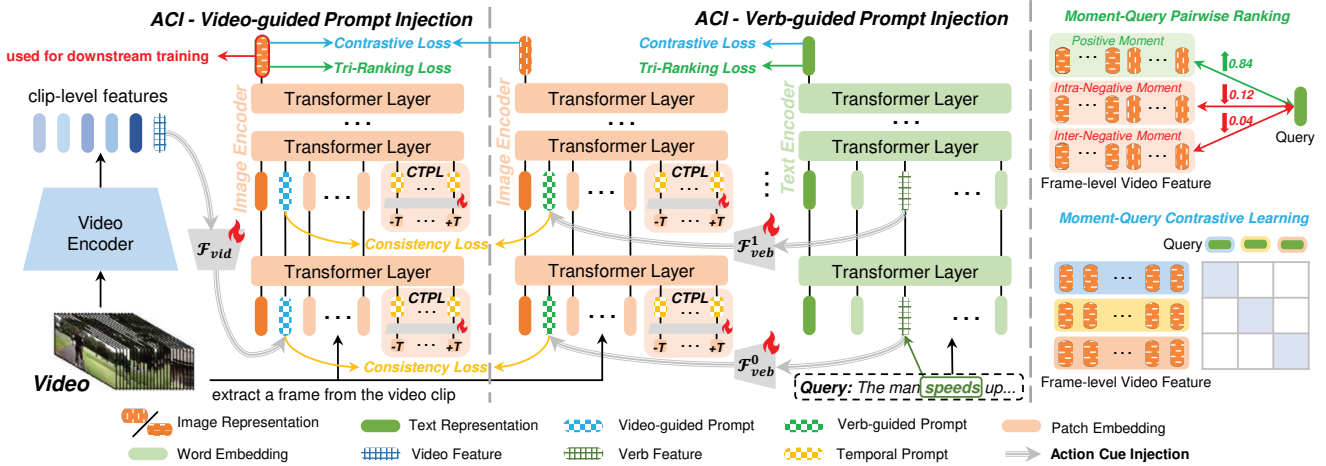 ACI - Video-guided Prompt Injection
ACI - Verb-guided Prompt Injection
Moment-Query Pairwise Ranking
used for downstream training
Contrastive Loss
Tri-Ranking Loss
Contrastive Loss
Tri-Ranking Loss
Positive Moment
0.84
Intra-Negative Moment
0.12
Inter-Negative Moment
0.04
Query
Frame-level Video Feature
clip-level features
Image Encoder
Transformer Layer
...
Transformer Layer
CTPL
...
-T ... +T
Image Encoder
Transformer Layer
...
Transformer Layer
CTPL
...
-T ... +T
Text Encoder
Transformer Layer
...
Transformer Layer
Video
Encoder
F vid
Consistency Loss
F 1 veb
Transformer Layer
CTPL
...
-T ... +T
Transformer Layer
CTPL
...
-T ... +T
Transformer Layer
Consistency Loss
F 0 veb
Moment-Query Contrastive Learning
Query
Frame-level Video Feature
Video
extract a frame from the video clip
Query: The man speeds up...
Image Representation
Text Representation
Video-guided Prompt
Verb-guided Prompt
Patch Embedding
Word Embedding
Video Feature
Verb Feature
Temporal Prompt
Action Cue Injection